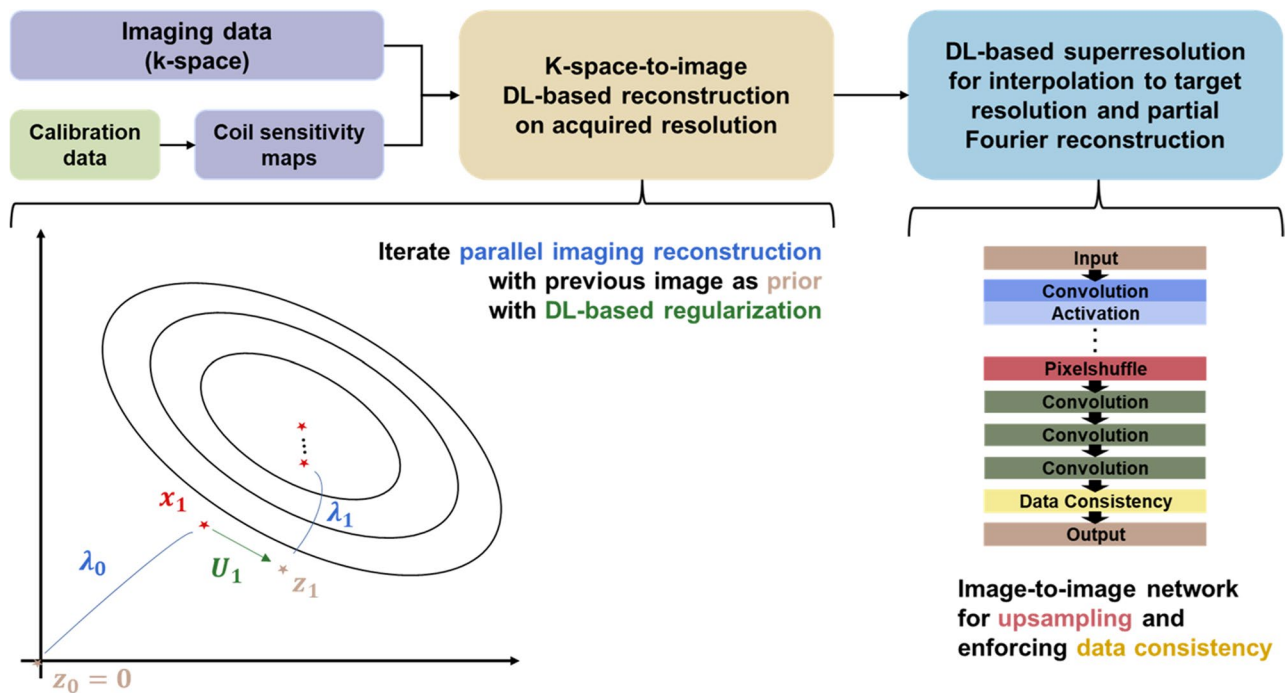 Imaging data
(k-space)
Calibration
data
Coil sensitivity
maps
K-space-to-image
DL-based reconstruction
on acquired resolution
DL-based superresolution
for interpolation to target
resolution and partial
Fourier reconstruction
Iterate parallel imaging reconstruction
with previous image as prior
with DL-based regularization
x₁
λ₁
λ₀
U₁
z₁
z₀ = 0
Input
Convolution
Activation
Pixelshuffle
Convolution
Convolution
Convolution
Data Consistency
Output
Image-to-image network
for upsampling and
enforcing data consistency